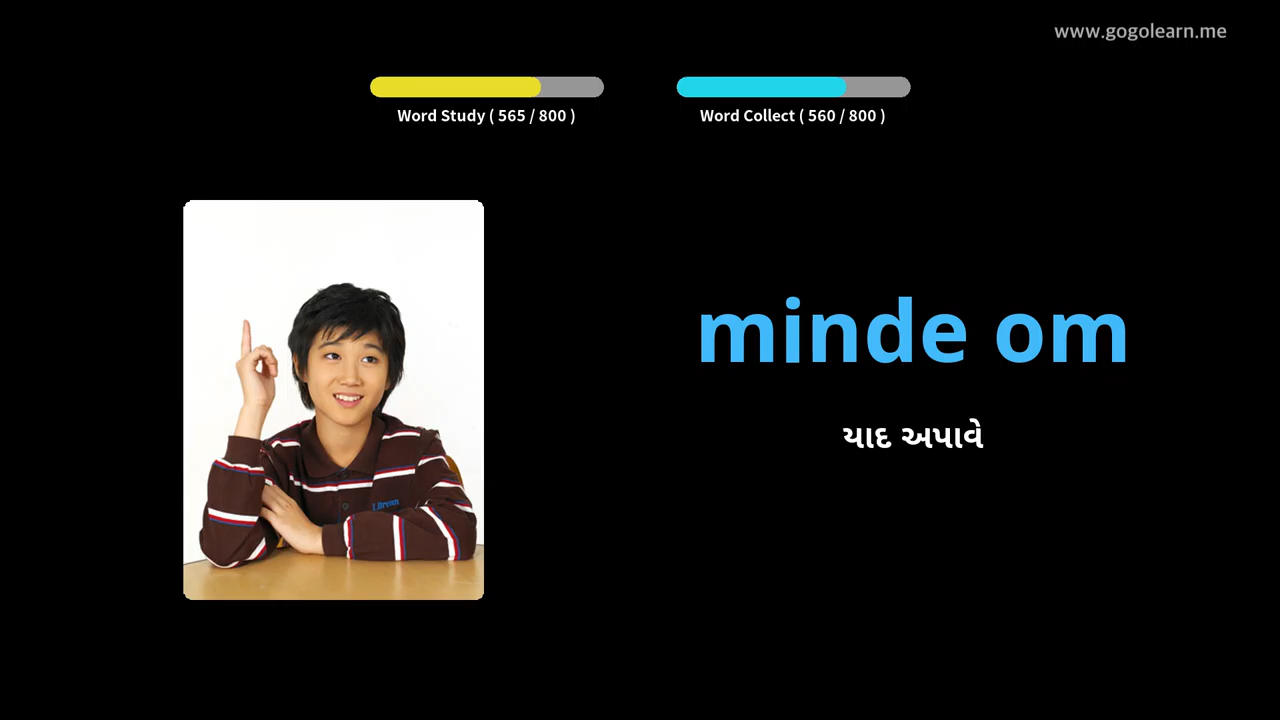 www.gogolearn.me
Word Study ( 565 / 800 )
Word Collect ( 560 / 800 )
minde om
યાદ અપાવે